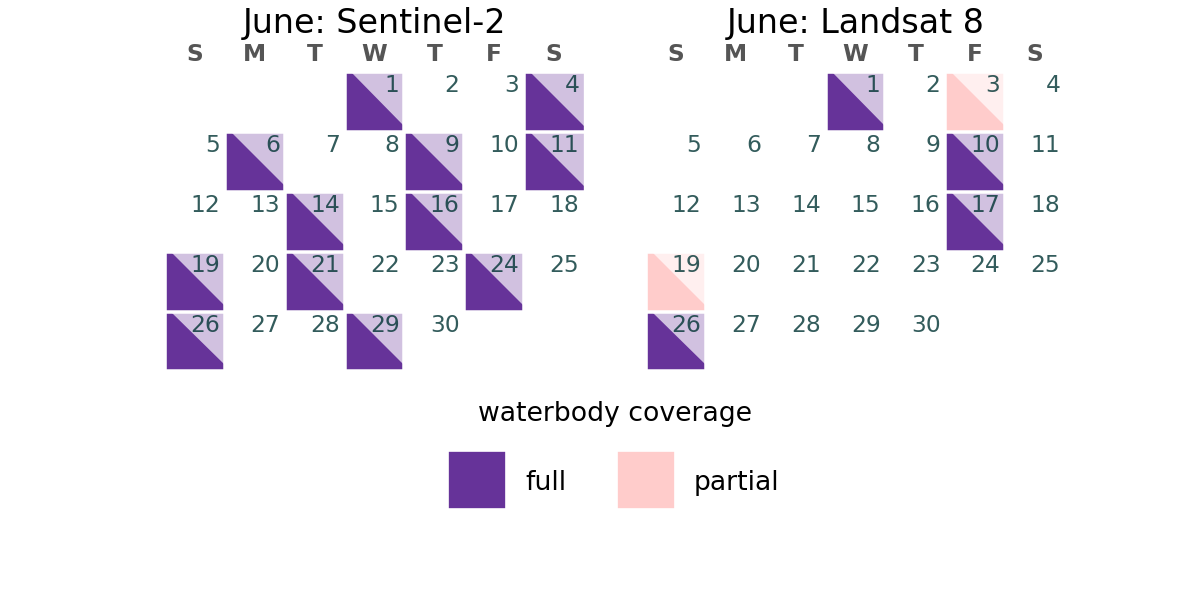 June: Sentinel-2
S M T W T F S
1 2 3 4
5 6 7 8 9 10 11
12 13 14 15 16 17 18
19 20 21 22 23 24 25
26 27 28 29 30
June: Landsat 8
S M T W T F S
1 2 3 4
5 6 7 8 9 10 11
12 13 14 15 16 17 18
19 20 21 22 23 24 25
26 27 28 29 30
waterbody coverage
full
partial